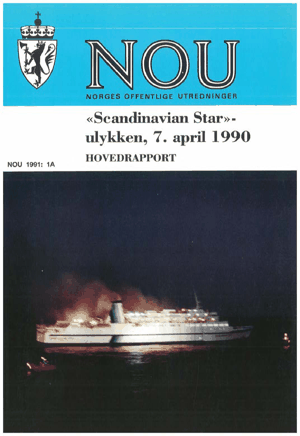 NOU
NORGES OFFENTLIGE UTREDNINGER
«Scandinavian Star»-
ulykken, 7. april 1990
NOU 1991: 1A
HOVEDRAPPORT